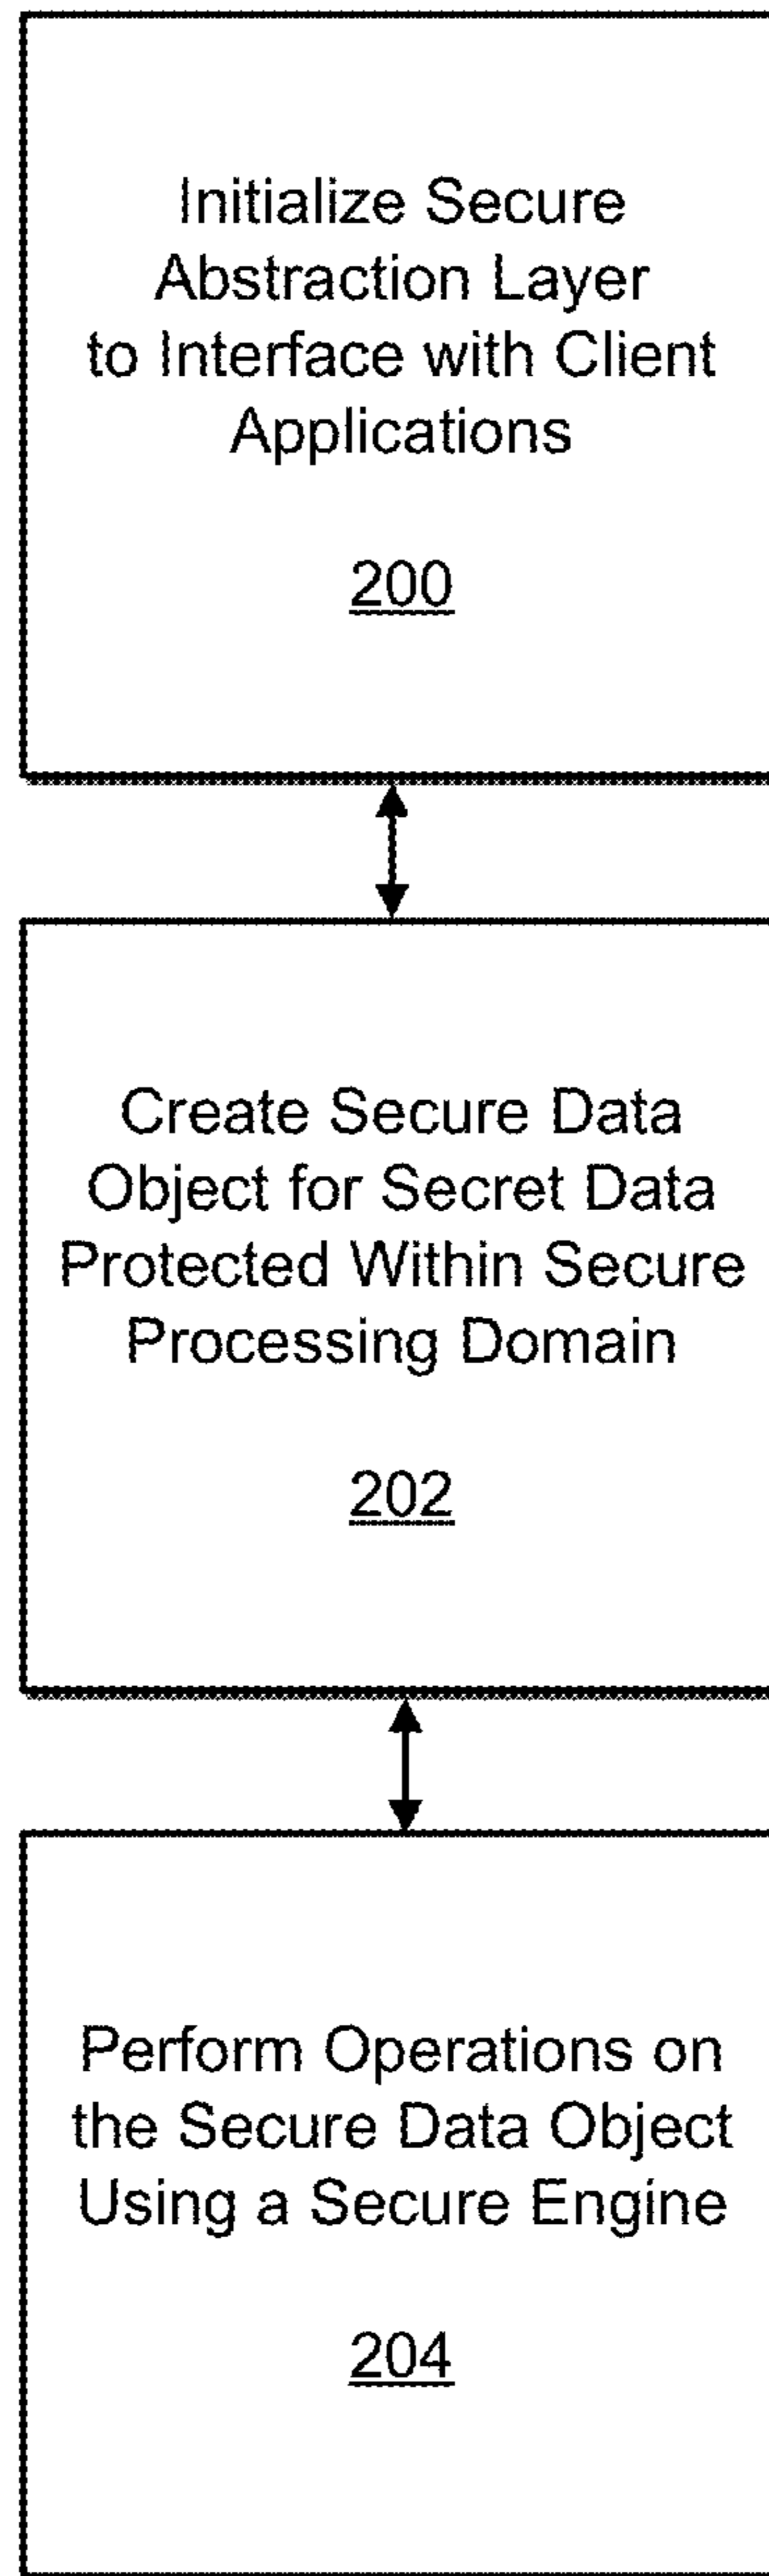 Initialize Secure
Abstraction Layer
to Interface with Client
Applications
200
Create Secure Data
Object for Secret Data
Protected Within Secure
Processing Domain
202
Perform Operations on
the Secure Data Object
Using a Secure Engine
204